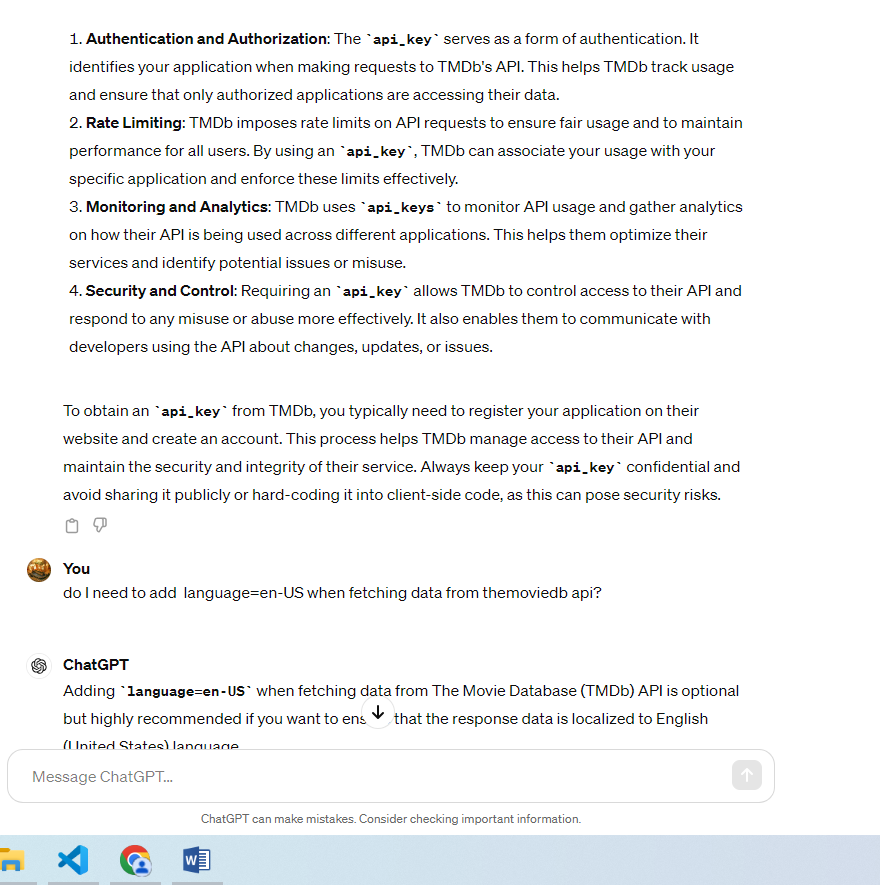 1. Authentication and Authorization: The `api_key` serves as a form of authentication. It
identifies your application when making requests to TMDb's API. This helps TMDb track usage
and ensure that only authorized applications are accessing their data.
2. Rate Limiting: TMDb imposes rate limits on API requests to ensure fair usage and to maintain
performance for all users. By using an `api_key`, TMDb can associate your usage with your
specific application and enforce these limits effectively.
3. Monitoring and Analytics: TMDb uses `api_keys` to monitor API usage and gather analytics
on how their API is being used across different applications. This helps them optimize their
services and identify potential issues or misuse.
4. Security and Control: Requiring an `api_key` allows TMDb to control access to their API and
respond to any misuse or abuse more effectively. It also enables them to communicate with
developers using the API about changes, updates, or issues.
To obtain an `api_key` from TMDb, you typically need to register your application on their
website and create an account. This process helps TMDb manage access to their API and
maintain the security and integrity of their service. Always keep your `api_key` confidential and
avoid sharing it publicly or hard-coding it into client-side code, as this can pose security risks.
You
do I need to add language=en-US when fetching data from themoviedb api?
ChatGPT
Adding `language=en-US` when fetching data from The Movie Database (TMDb) API is optional
but highly recommended if you want to ens that the response data is localized to English
(United States) language
Message ChatGPT...
ChatGPT can make mistakes. Consider checking important information.
W